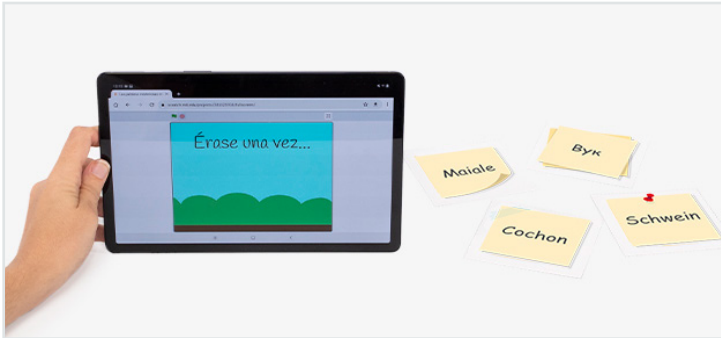 Érase una vez...
Maiale
Вук
Cochon
Schwein